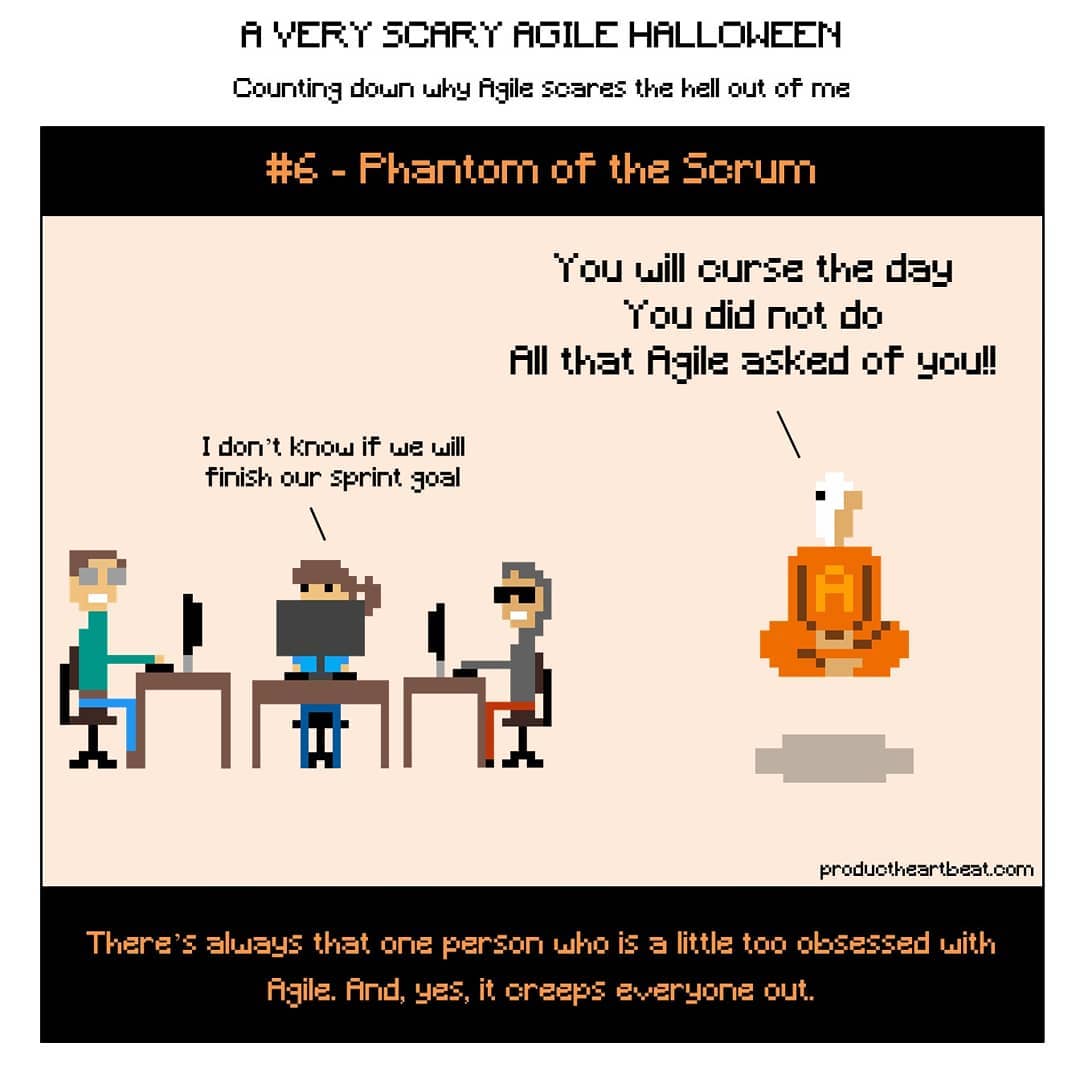 A VERY SCARY AGILE HALLOWEEN
Counting down why Agile scares the hell out of me
#6 - Phantom of the Scrum
You will curse the day
You did not do
All that Agile asked of you!!
I don't know if we will
finish our sprint goal
A
productheartbeat.com
There's always that one person who is a little too obsessed with
Agile. And, yes, it creeps everyone out.